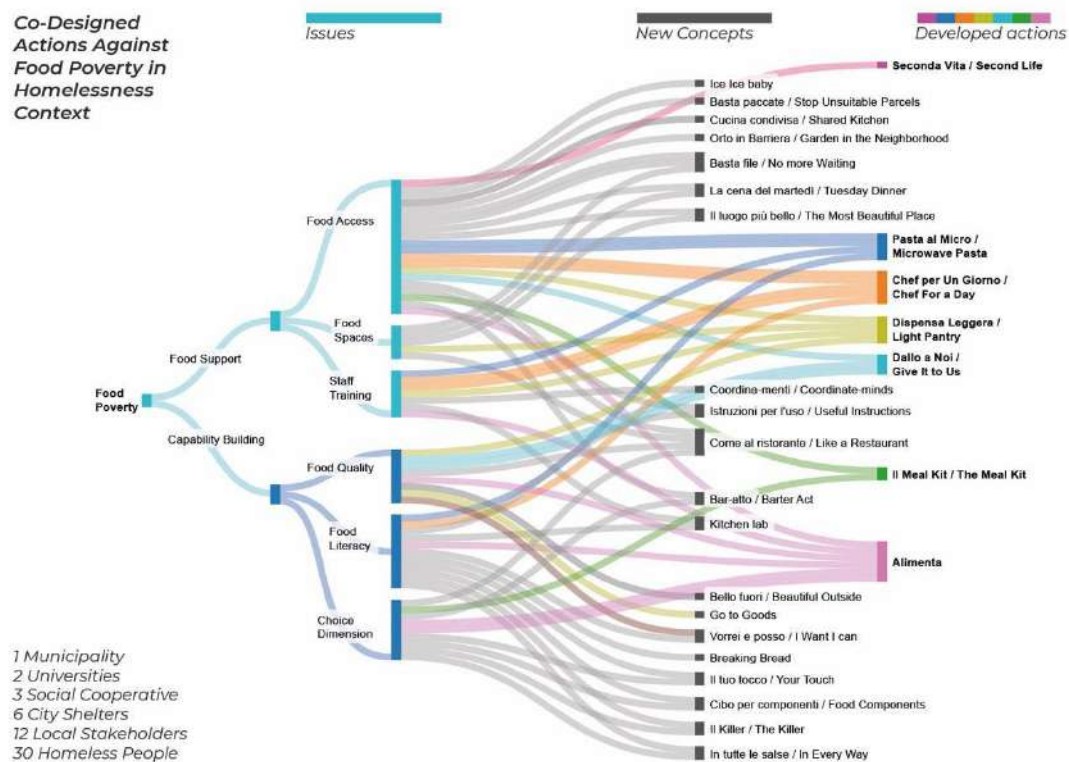 Co-Designed
Actions Against
Food Poverty in
Homelessness
Context
Issues
New Concepts
Developed actions
Seconda Vita / Second Life
Ice Ice baby
Basta paccate / Stop Unsuitable Parcels
Cucina condivisa / Shared Kitchen
Orto in Barriera / Garden in the Neighborhood
Basta file / No more Waiting
La cena del martedì / Tuesday Dinner
Il luogo più bello / The Most Beautiful Place
Food Access
Pasta al Micro /
Microwave Pasta
Chef per Un Giorno /
Chef For a Day
Food
Spaces
Dispensa Leggera /
Light Pantry
Food Support
Dallo a Noi /
Give It to Us
Staff
Training
Coordina-menti / Coordinate-minds
Food
Poverty
Istruzioni per l'uso / Useful Instructions
Capability Building
Come al ristorante / Like a Restaurant
Food Quality
Il Meal Kit / The Meal Kit
Bar-atto / Barter Act
Kitchen lab
Food
Literacy
Alimenta
Bello fuori / Beautiful Outside
Go to Goods
Choice
Dimension
Vorrei e posso / I Want I can
Breaking Bread
Il tuo tocco / Your Touch
Cibo per componenti / Food Components
Il Killer / The Killer
In tutte le salse / In Every Way
1 Municipality
2 Universities
3 Social Cooperative
6 City Shelters
12 Local Stakeholders
30 Homeless People